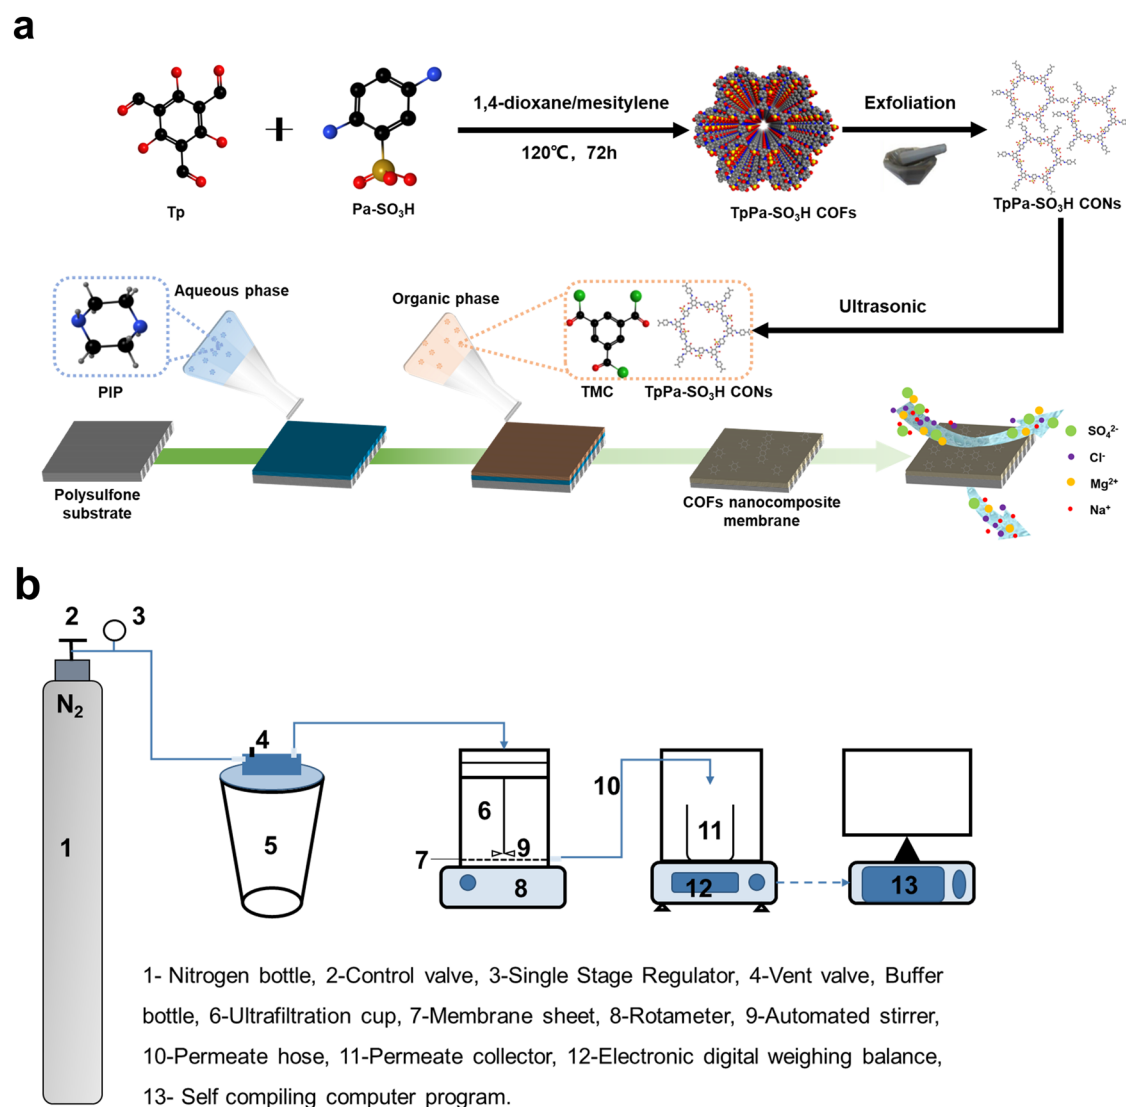 a
1,4-dioxane/mesitylene
120℃, 72h
Exfoliation
Tp
Pa-SO₃H
TpPa-SO₃H COFs
TpPa-SO₃H CONs
Ultrasonic
Aqueous phase
Organic phase
PIP
TMC
TpPa-SO₃H CONs
Polysulfone
substrate
COFs nanocomposite
membrane
SO₄²⁻
Cl⁻
Mg²⁺
Na⁺
b
2
3
N₂
1
4
5
6
7
8
9
10
11
12
13
1- Nitrogen bottle, 2-Control valve, 3-Single Stage Regulator, 4-Vent valve, Buffer
bottle, 6-Ultrafiltration cup, 7-Membrane sheet, 8-Rotameter, 9-Automated stirrer,
10-Permeate hose, 11-Permeate collector, 12-Electronic digital weighing balance,
13- Self compiling computer program.